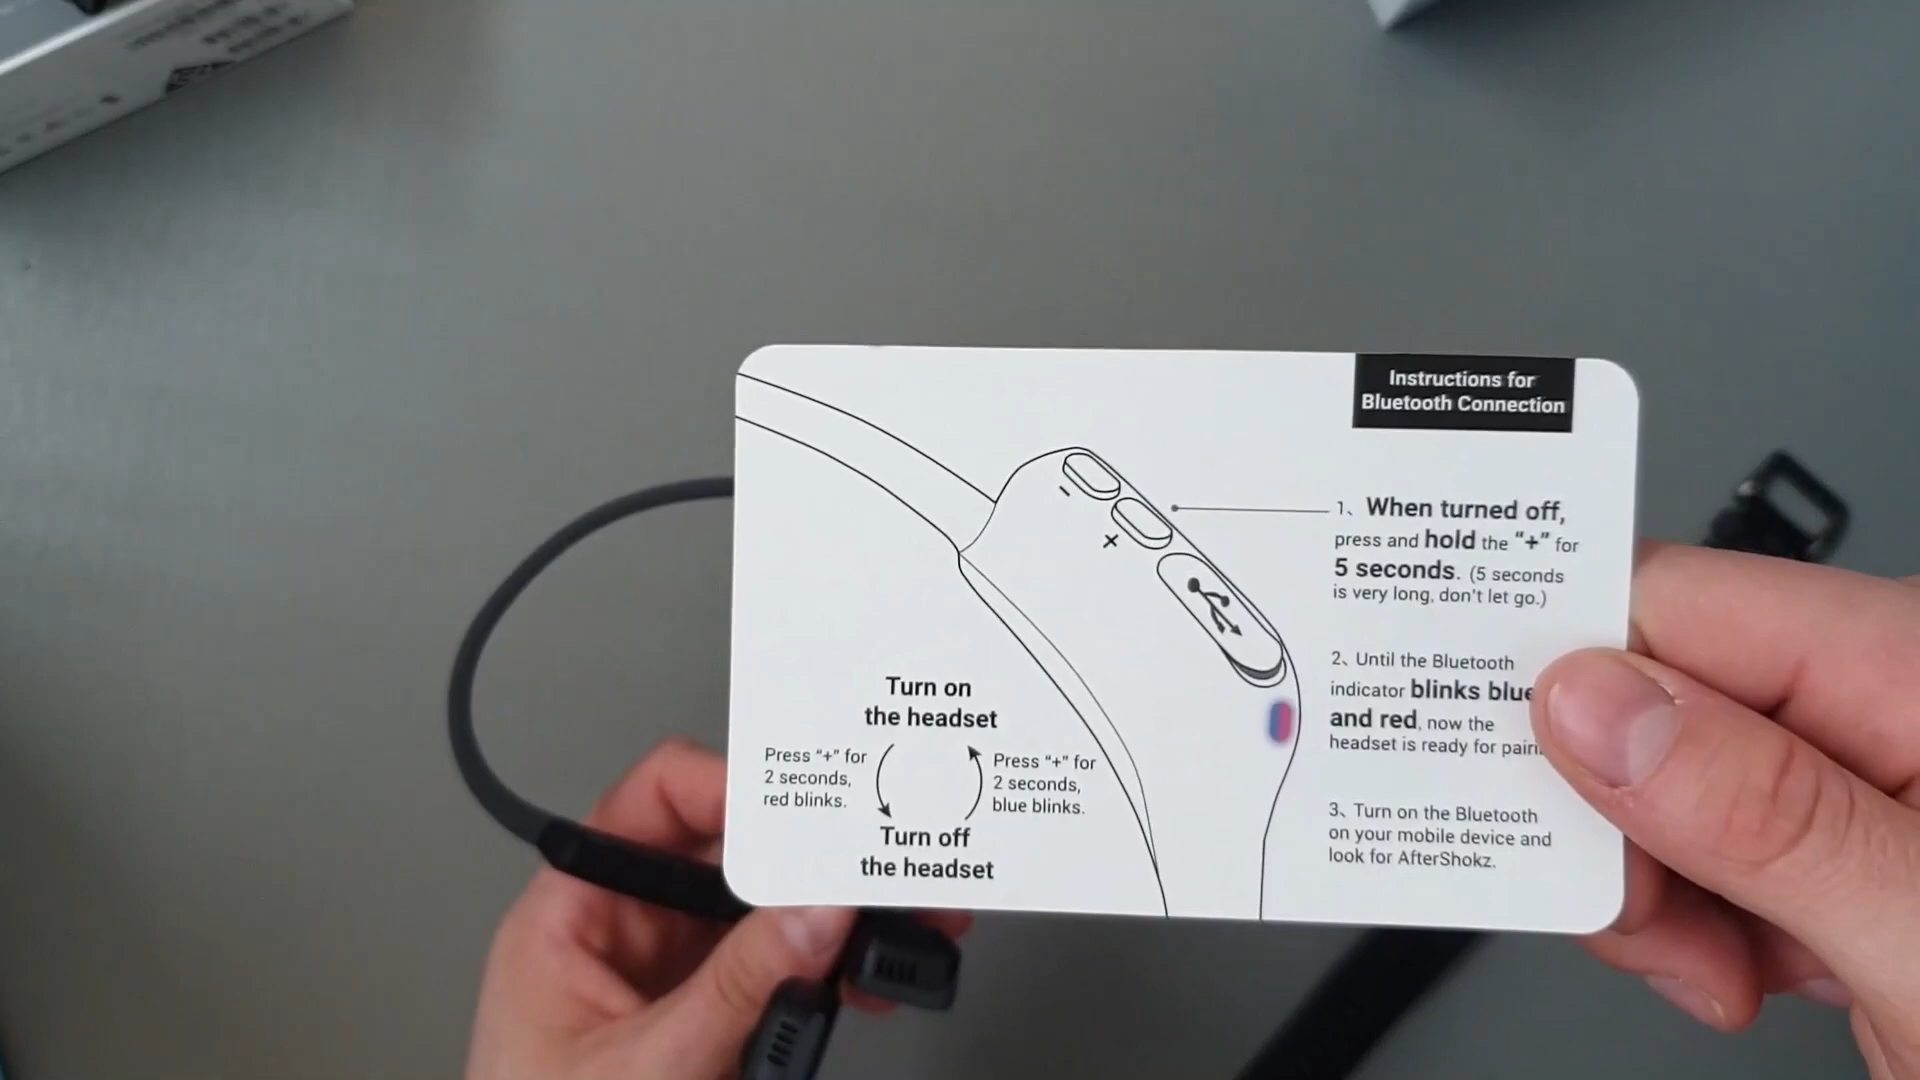 Instructions for
Bluetooth Connection
1、When turned off,
press and hold the “+” for
5 seconds. (5 seconds
is very long, don't let go.)
2、Until the Bluetooth
indicator blinks blue
and red, now the
headset is ready for
3、Turn on the Bluetooth
on your mobile device and
look for AfterShokz.
-
+
Turn on
the headset
Press “+” for
2 seconds,
red blinks.
Press “+” for
2 seconds,
blue blinks.
Turn off
the headset